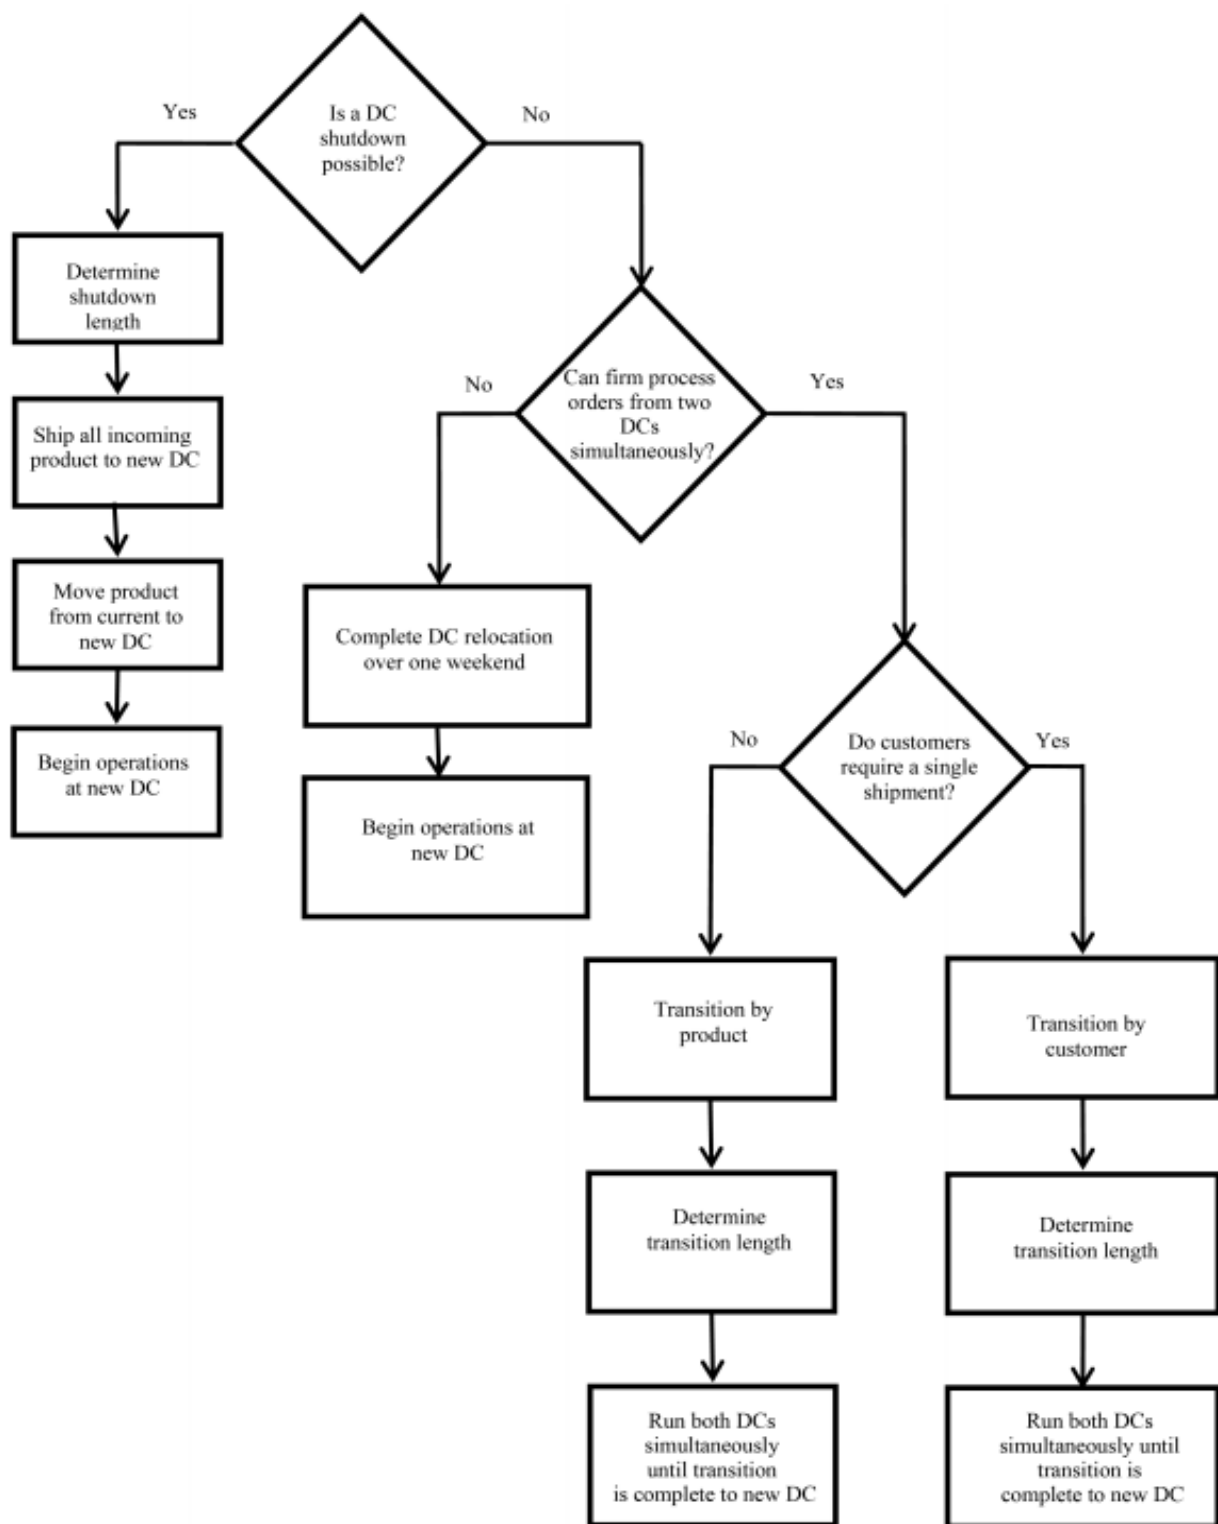 Yes
Is a DC
shutdown
possible?
No
Determine
shutdown
length
Ship all incoming
product to new DC
Move product
from current to
new DC
Begin operations
at new DC
No
Can firm process
orders from two
DCs
simultaneously?
Yes
Complete DC relocation
over one weekend
Begin operations at
new DC
No
Do customers
require a single
shipment?
Yes
Transition by
product
Determine
transition length
Run both DCs
simultaneously
until transition
is complete to new DC
Transition by
customer
Determine
transition length
Run both DCs
simultaneously until
transition is
complete to new DC